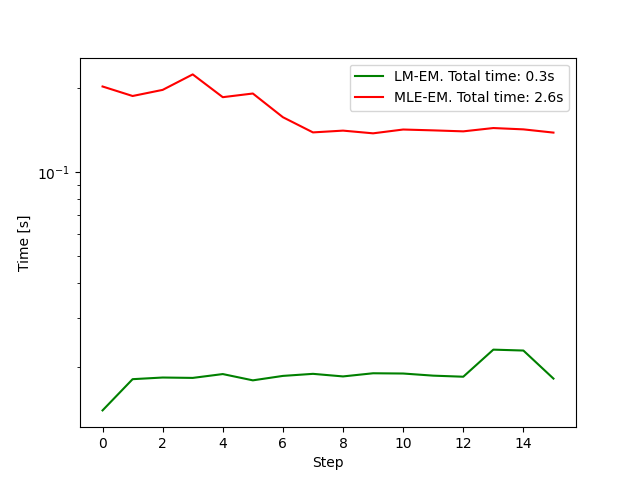 LM-EM. Total time: 0.3s
MLE-EM. Total time: 2.6s
10⁻¹
Time [s]
0 2 4 6 8 10 12 14
Step